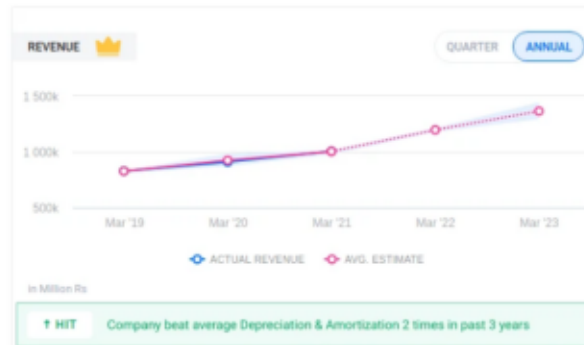 REVENUE
QUARTER ANNUAL
1 500k
1 000k
500k
Mar '19 Mar '20 Mar '21 Mar '22 Mar '23
ACTUAL REVENUE AVG. ESTIMATE
In Million Rs
↑ HIT Company beat average Depreciation & Amortization 2 times in past 3 years